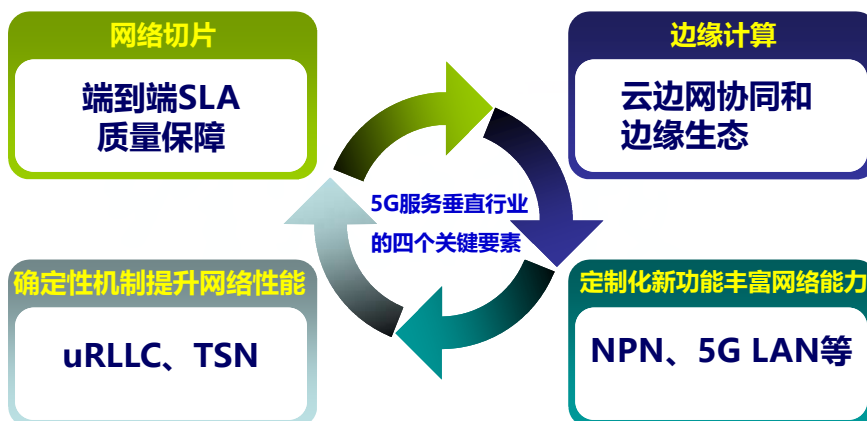 网络切片
端到端SLA
质量保障
边缘计算
云边网协同和
边缘生态
5G服务垂直行业
的四个关键要素
确定性机制提升网络性能
uRLLC、TSN
定制化新功能丰富网络能力
NPN、5G LAN等